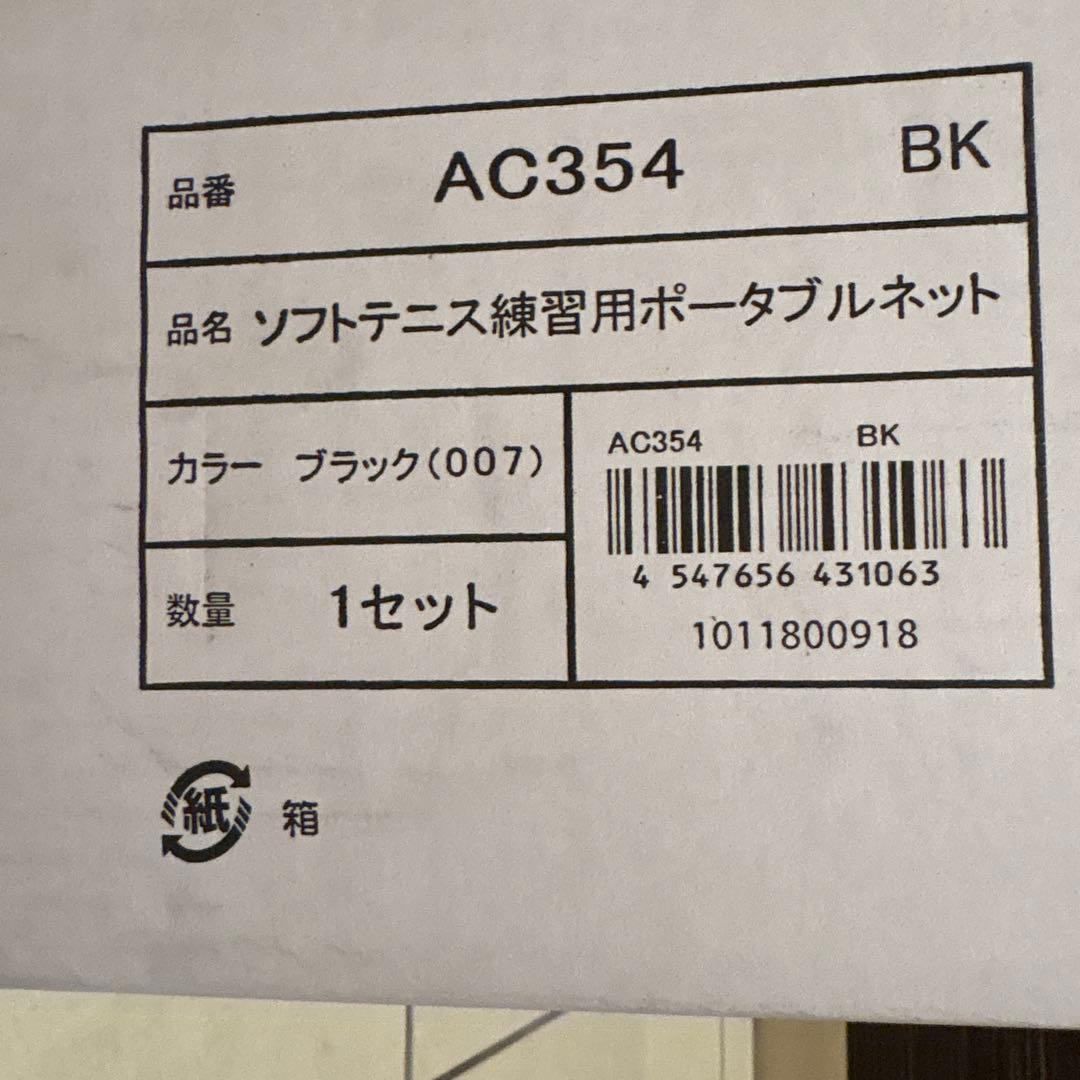 品番 AC354 BK
品名 ソフトテニス練習用ポータブルネット
カラー ブラック(007)
数量 1セット
AC354 BK
4 547656 431063
1011800918
紙 箱